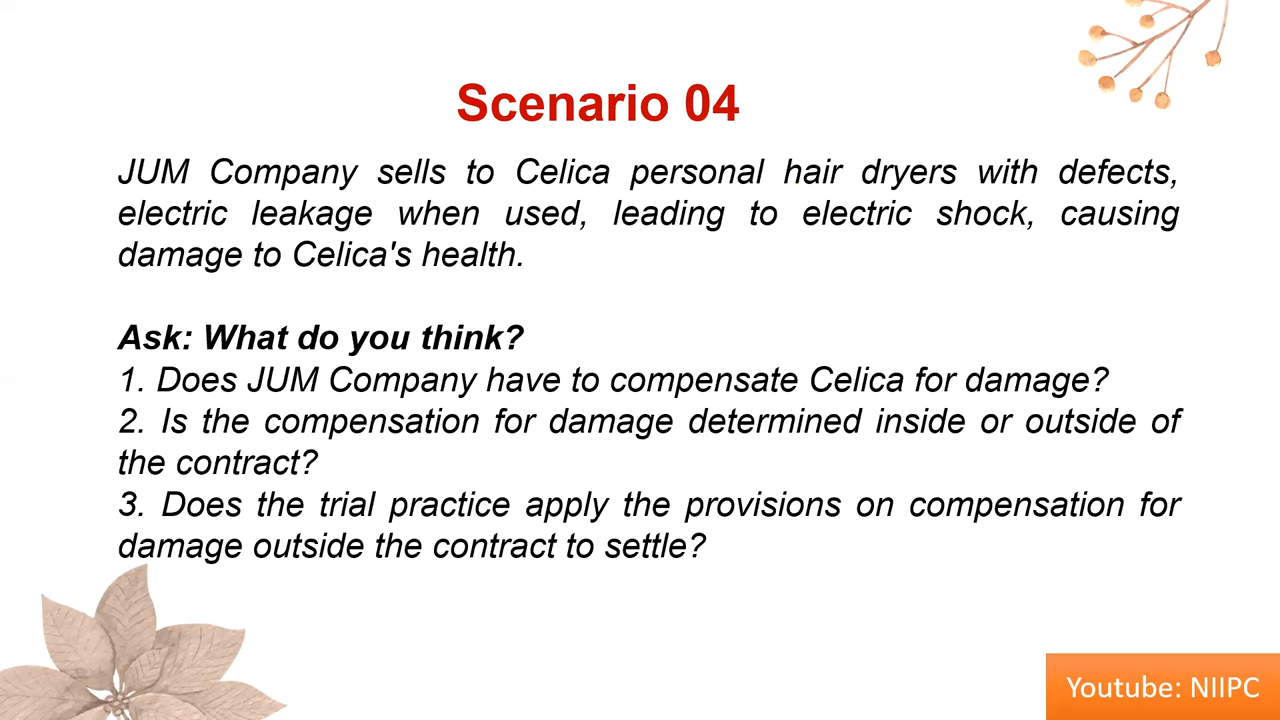 Scenario 04
JUM Company sells to Celica personal hair dryers with defects,
electric leakage when used, leading to electric shock, causing
damage to Celica's health.
Ask: What do you think?
1. Does JUM Company have to compensate Celica for damage?
2. Is the compensation for damage determined inside or outside of
the contract?
3. Does the trial practice apply the provisions on compensation for
damage outside the contract to settle?
Youtube: NIIPC